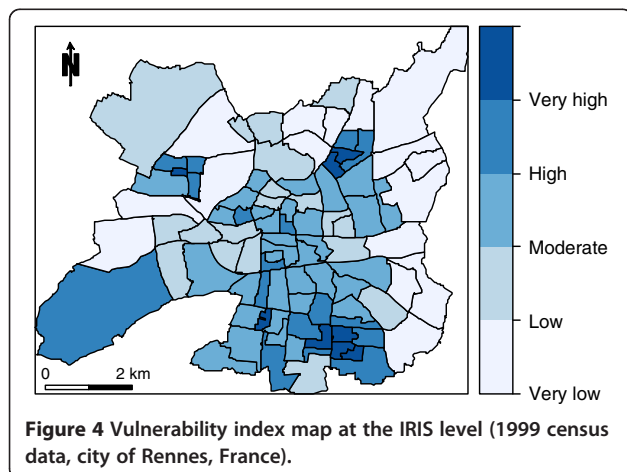 N
Very high
High
Moderate
Low
Very low
0 2 km
Figure 4 Vulnerability index map at the IRIS level (1999 census
data, city of Rennes, France).